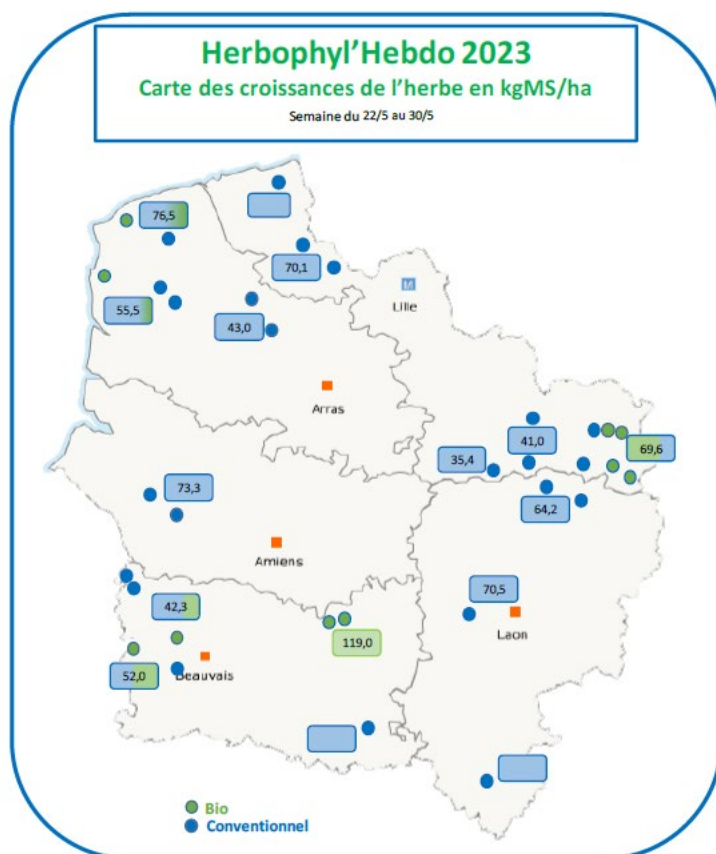 Herbophyl'Hebdo 2023
Carte des croissances de l'herbe en kgMS/ha
Semaine du 22/5 au 30/5
76,5
70,1
Lille
55,5
43,0
Arras
41,0
69,6
35,4
73,3
64,2
Amiens
70,5
42,3
Laon
119,0
Beauvais
52,0
Bio
Conventionnel